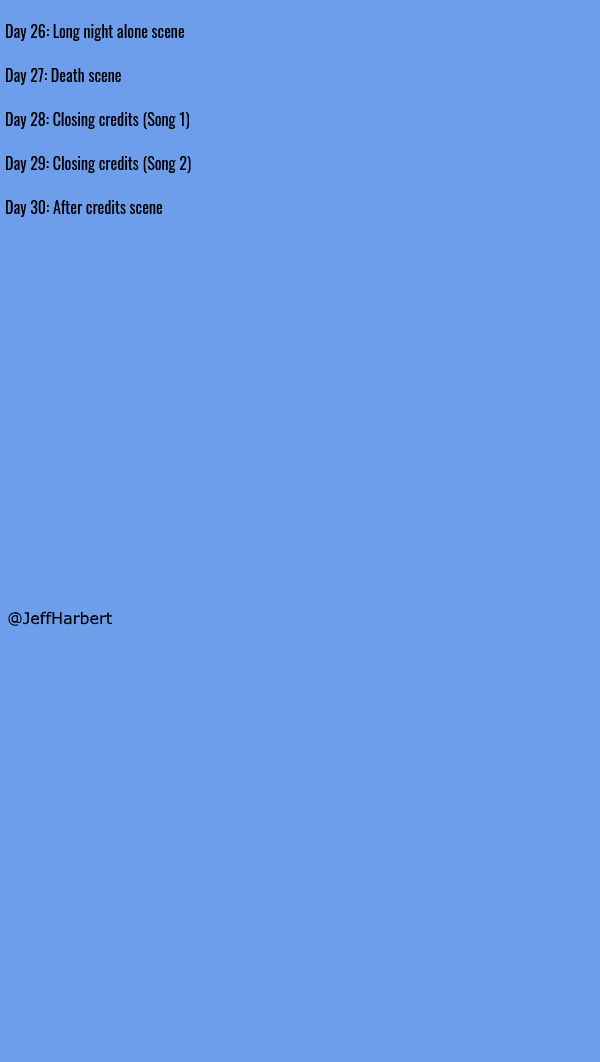 Day 26: Long night alone scene
Day 27: Death scene
Day 28: Closing credits (Song 1)
Day 29: Closing credits (Song 2)
Day 30: After credits scene
@JeffHarbert